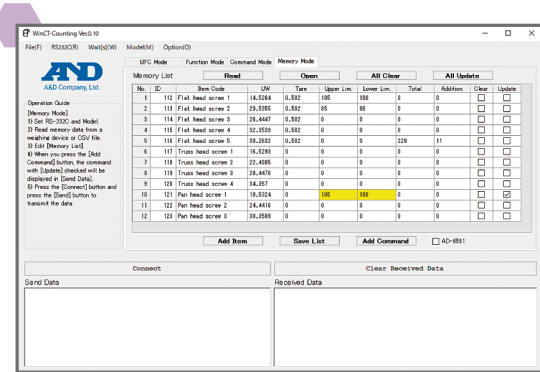 WinCT-Counting Ver.0.10
File(F) RS232C(R) Wait[s](W) Model(M) Option(O)
AND
A&D Company, Ltd.
Operation Guide
[Memory Mode]
1) Set RS-232C and Model.
2) Read memory data from a
weighing device or CSV file.
3) Edit [Memory List]
4) When you press the [Add
Command] button, the command
with [Update] checked will be
displayed in [Send Data].
5) Press the [Connect] button and
press the [Send] button to
transmit the data.
UFC Mode Function Mode Command Mode Memory Mode
Memory List Read Open All Clear All Update
No. ID Item Code UW Tare Upper Lim. Lower Lim. Total Addition Clear Update
1 112 Flat head screw 1 14.5264 0.502 105 100 0 0
2 113 Flat head screw 2 20.5355 0.502 85 80 0 0
3 114 Flat head screw 3 26.4447 0.502 0 0 0 0
4 115 Flat head screw 4 32.3539 0.502 0 0 0 0
5 116 Flat head screw 5 38.2632 0.502 0 0 220 11
6 117 Truss head screw 1 16.5293 0 0 0 0 0
7 118 Truss head screw 2 22.4385 0 0 0 0 0
8 119 Truss head screw 3 28.4478 0 0 0 0 0
9 120 Truss head screw 4 34.357 0 0 0 0 0
10 121 Pan head screw 1 18.5324 0 105 100 0 0
11 122 Pan head screw 2 24.4416 0 0 0 0 0
12 123 Pan head screw 3 30.3509 0 0 0 0 0
Add Item Save List Add Command AD-8561
Connect Clear Received Data
Send Data Received Data